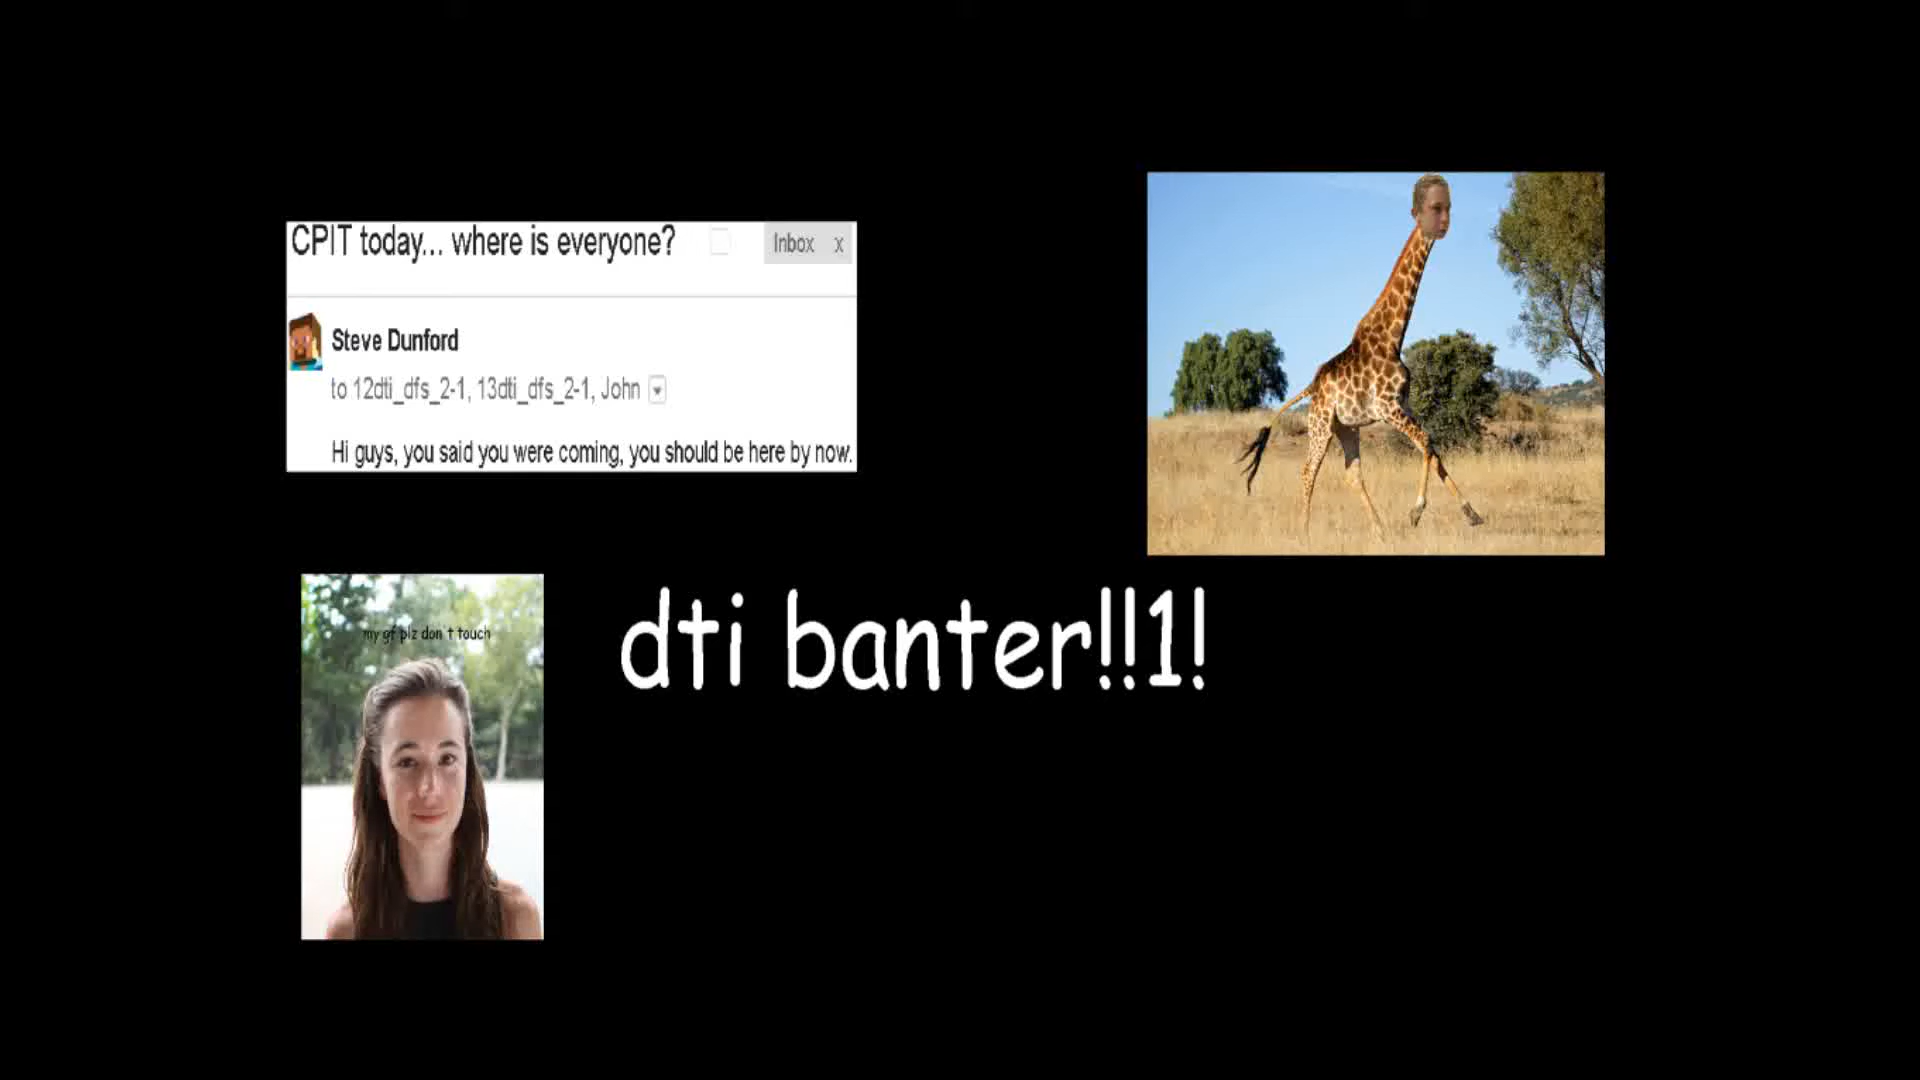 CPIT today... where is everyone?
Inbox x
Steve Dunford
to 12dti_dfs_2-1, 13dti_dfs_2-1, John
Hi guys, you said you were coming, you should be here by now.
my gf plz don't touch
dti banter!!1!